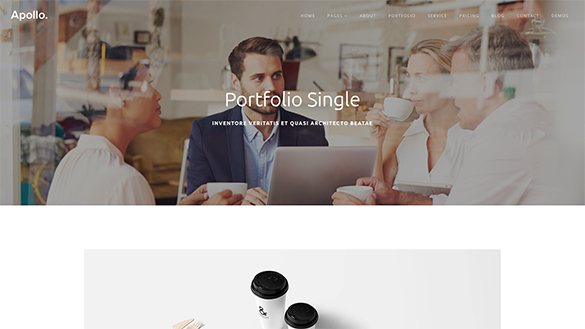 Apollo.
HOME PAGES ABOUT PORTFOLIO SERVICE PRICING BLOG CONTACT DEMOS
Portfolio Single
INVENTORE VERITATIS ET QUASI ARCHITECTO BEATAE